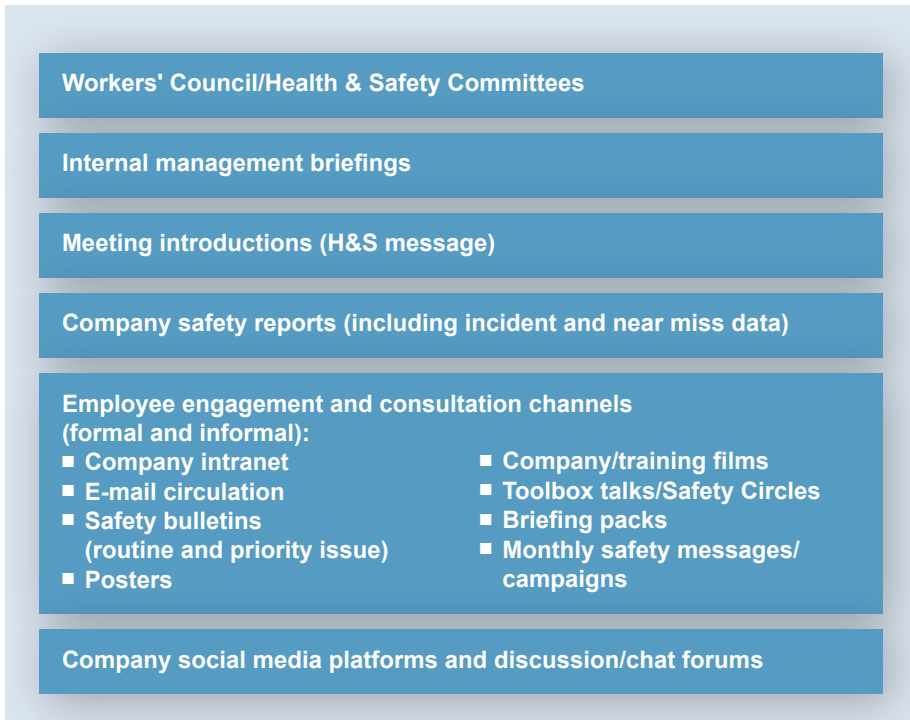 Workers' Council/Health & Safety Committees
Internal management briefings
Meeting introductions (H&S message)
Company safety reports (including incident and near miss data)
Employee engagement and consultation channels
(formal and informal):
■ Company intranet
■ E-mail circulation
■ Safety bulletins
(routine and priority issue)
■ Posters
■ Company/training films
■ Toolbox talks/Safety Circles
■ Briefing packs
■ Monthly safety messages/
campaigns
Company social media platforms and discussion/chat forums